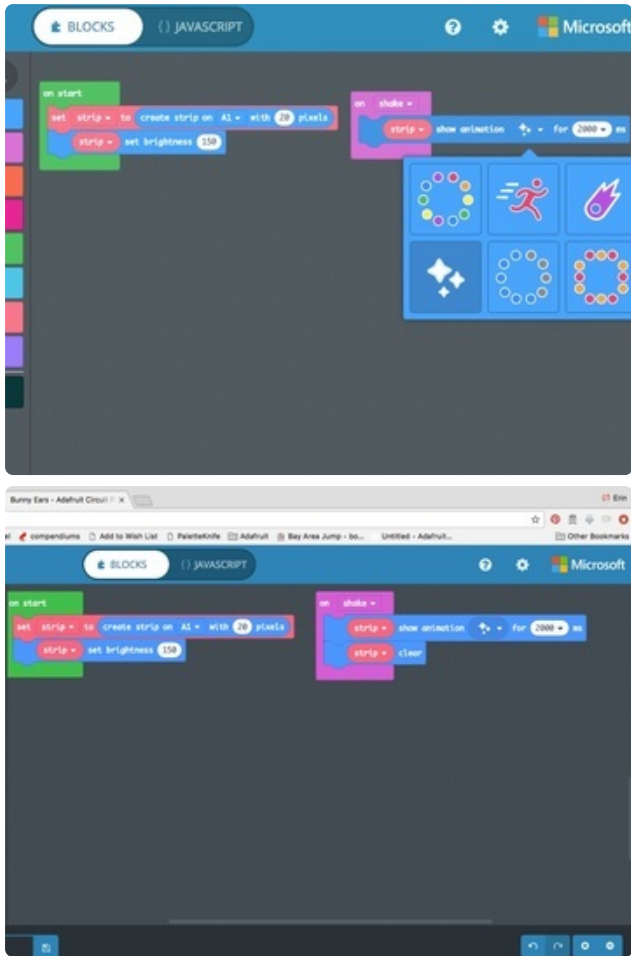 BLOCKS
{} JAVASCRIPT
?
Microsoft
on start
set strip to create strip on A1 with 20 pixels
strip set brightness 150
on shake
strip show animation for 2000 ms
Bunny Ears - Adafruit Circuit P x
Erin
compendiums Add to Wish List PaletteKnife Adafruit Bay Area Jump - bo... Untitled - Adafruit... Other Bookmarks
BLOCKS
{} JAVASCRIPT
?
Microsoft
on start
set strip to create strip on A1 with 20 pixels
strip set brightness 150
on shake
strip show animation for 2000 ms
strip clear